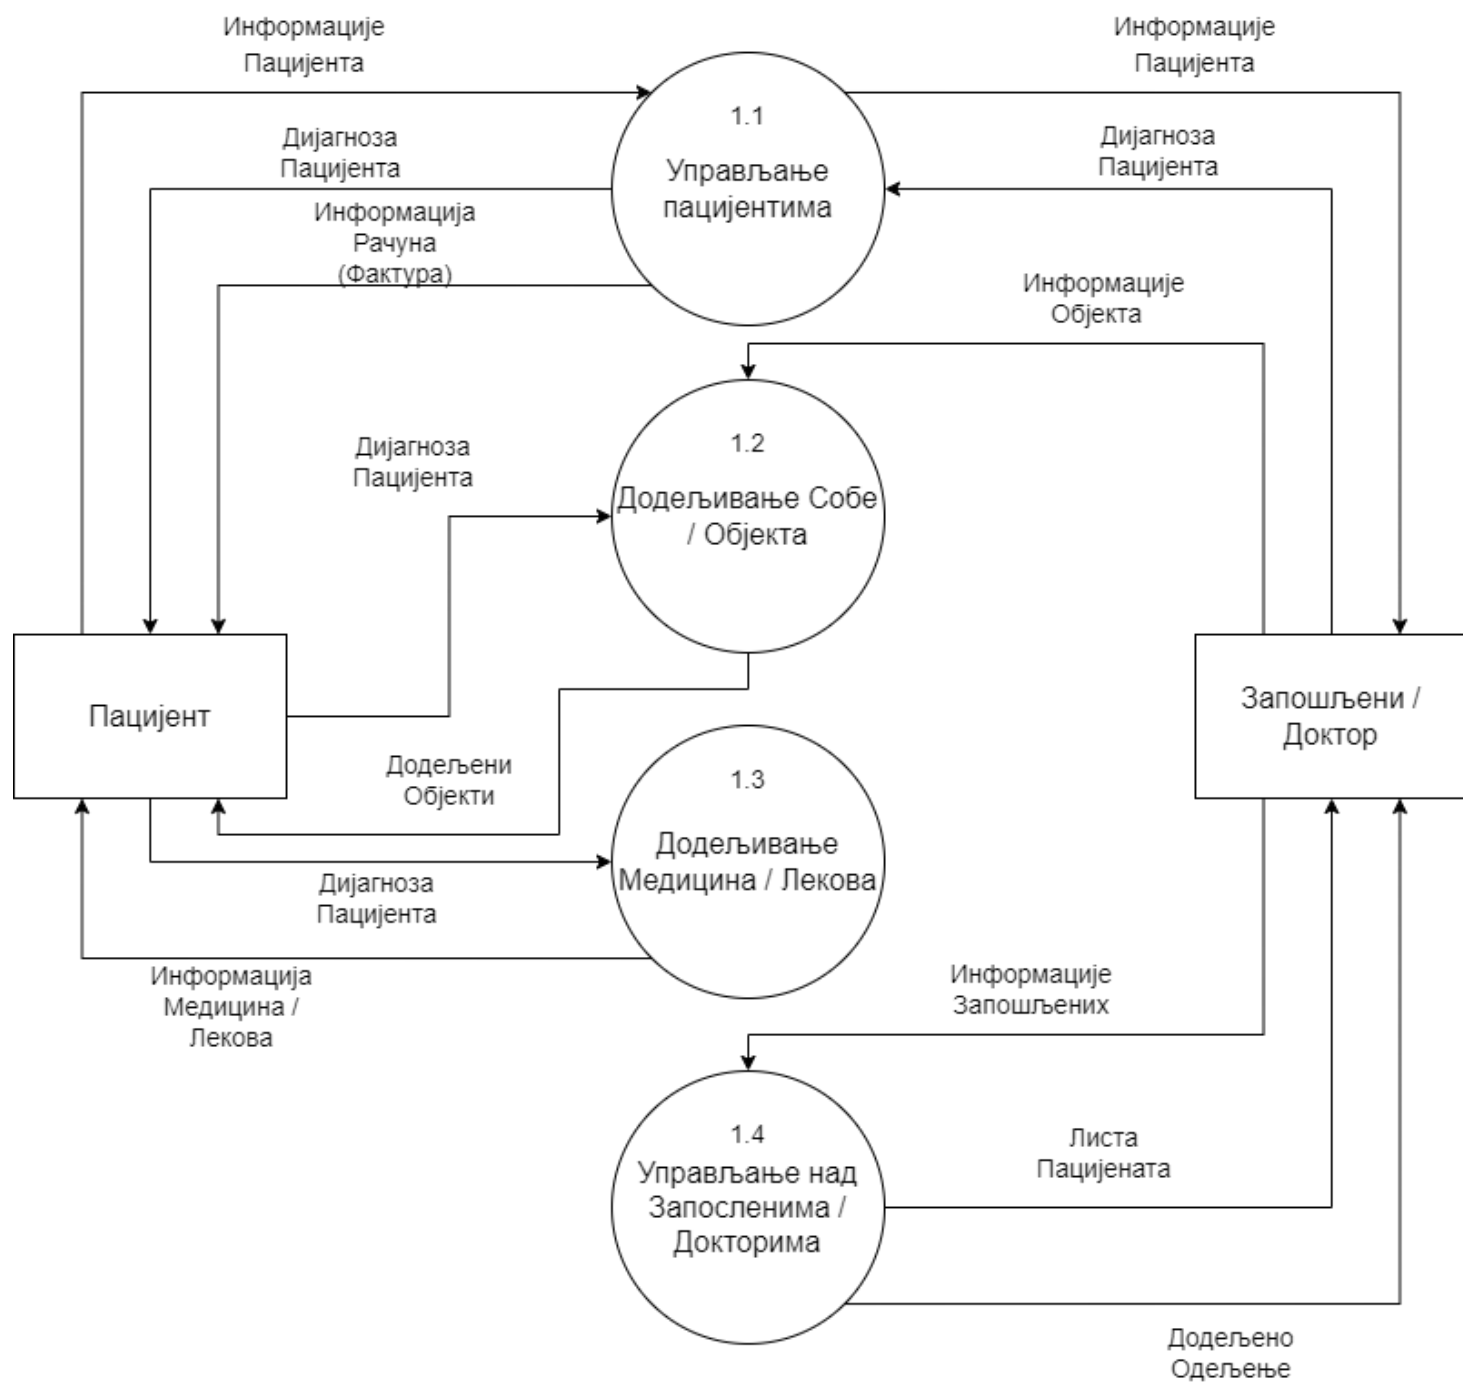 Информације
Пацијента
Информације
Пацијента
1.1
Управљање
пацијентима
Дијагноза
Пацијента
Дијагноза
Пацијента
Информација
Рачуна
(Фактура)
Информације
Објекта
1.2
Додељивање Собе
/ Објекта
Дијагноза
Пацијента
Пацијент
Запошљени /
Доктор
Додељени
Објекти
1.3
Додељивање
Медицина / Лекова
Дијагноза
Пацијента
Информација
Медицина /
Лекова
Информације
Запошљених
1.4
Управљање над
Запосленима /
Докторима
Листа
Пацијената
Додељено
Одељење